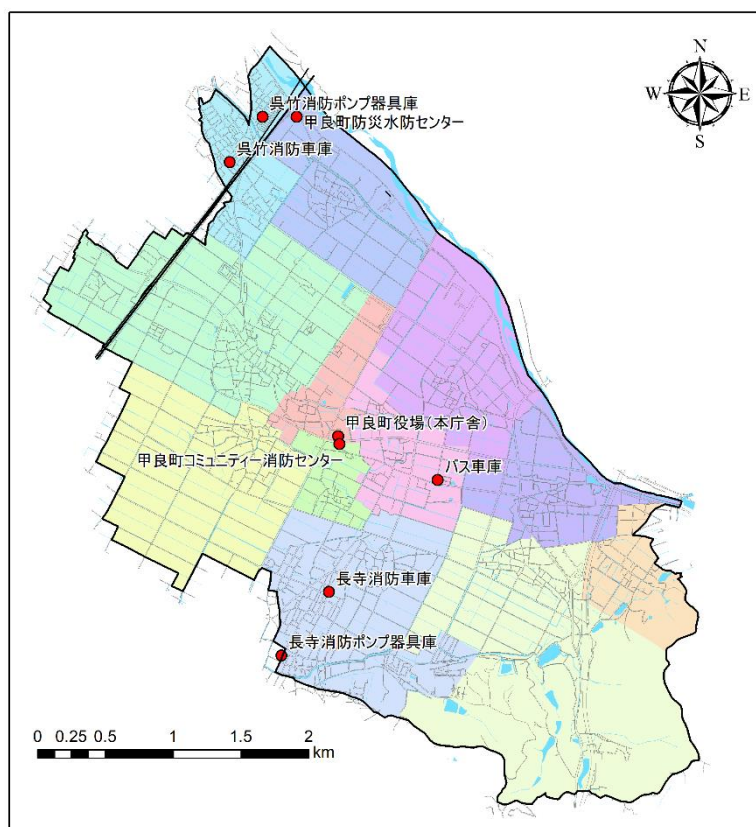 N
W
E
S
呉竹消防ポンプ器具庫
甲良町防災水防センター
呉竹消防車庫
甲良町役場(本庁舎)
甲良町コミュニティー消防センター
バス車庫
長寺消防車庫
長寺消防ポンプ器具庫
0 0.25 0.5 1 1.5 2
km